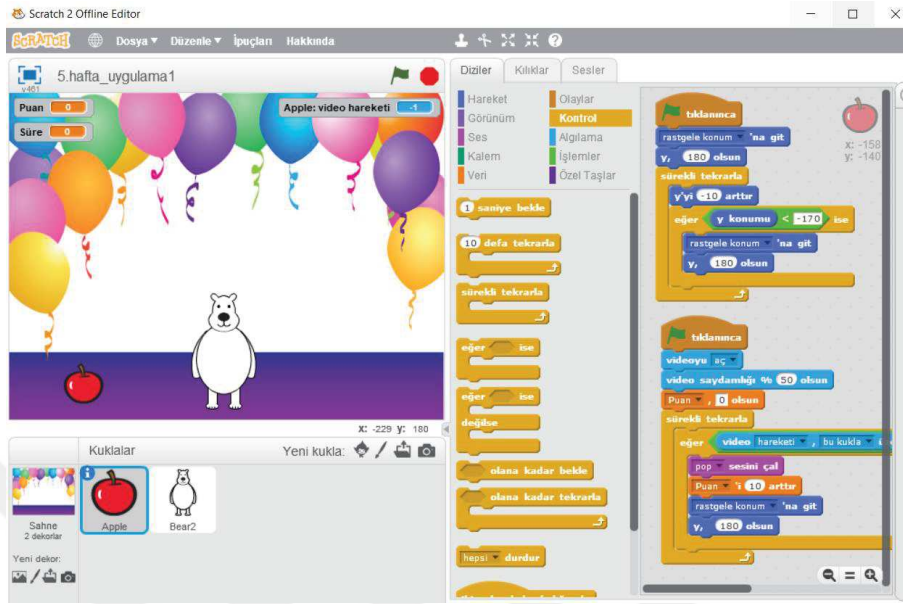 Scratch 2 Offline Editor
SCRATCH Dosya Düzenle İpuçları Hakkında
5.hafta_uygulama1
v461
Puan 0
Süre 0
Apple: video hareketi -1
x: -229 y: 180
Kuklalar
Yeni kukla:
Sahne
2 dekorlar
Yeni dekor:
Apple
Bear2
Diziler Kılıklar Sesler
Hareket
Görünüm
Ses
Kalem
Veri
Olaylar
Kontrol
Algılama
İşlemler
Özel Taşlar
1 saniye bekle
10 defa tekrarla
sürekli tekrarla
eğer ise
eğer ise
değilse
olana kadar bekle
olana kadar tekrarla
hepsi durdur
x: -158
y: -140
tıklanınca
rastgele konum 'na git
y, 180 olsun
sürekli tekrarla
y'yi -10 arttır
eğer y konumu < -170 ise
rastgele konum 'na git
y, 180 olsun
tıklanınca
videoyu aç
video saydamlığı % 50 olsun
Puan , 0 olsun
sürekli tekrarla
eğer video hareketi , bu kukla
pop sesini çal
Puan 'i 10 arttır
rastgele konum 'na git
y, 180 olsun